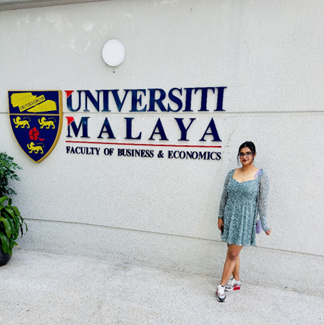 UNIVERSITI
MALAYA
FACULTY OF BUSINESS & ECONOMICS